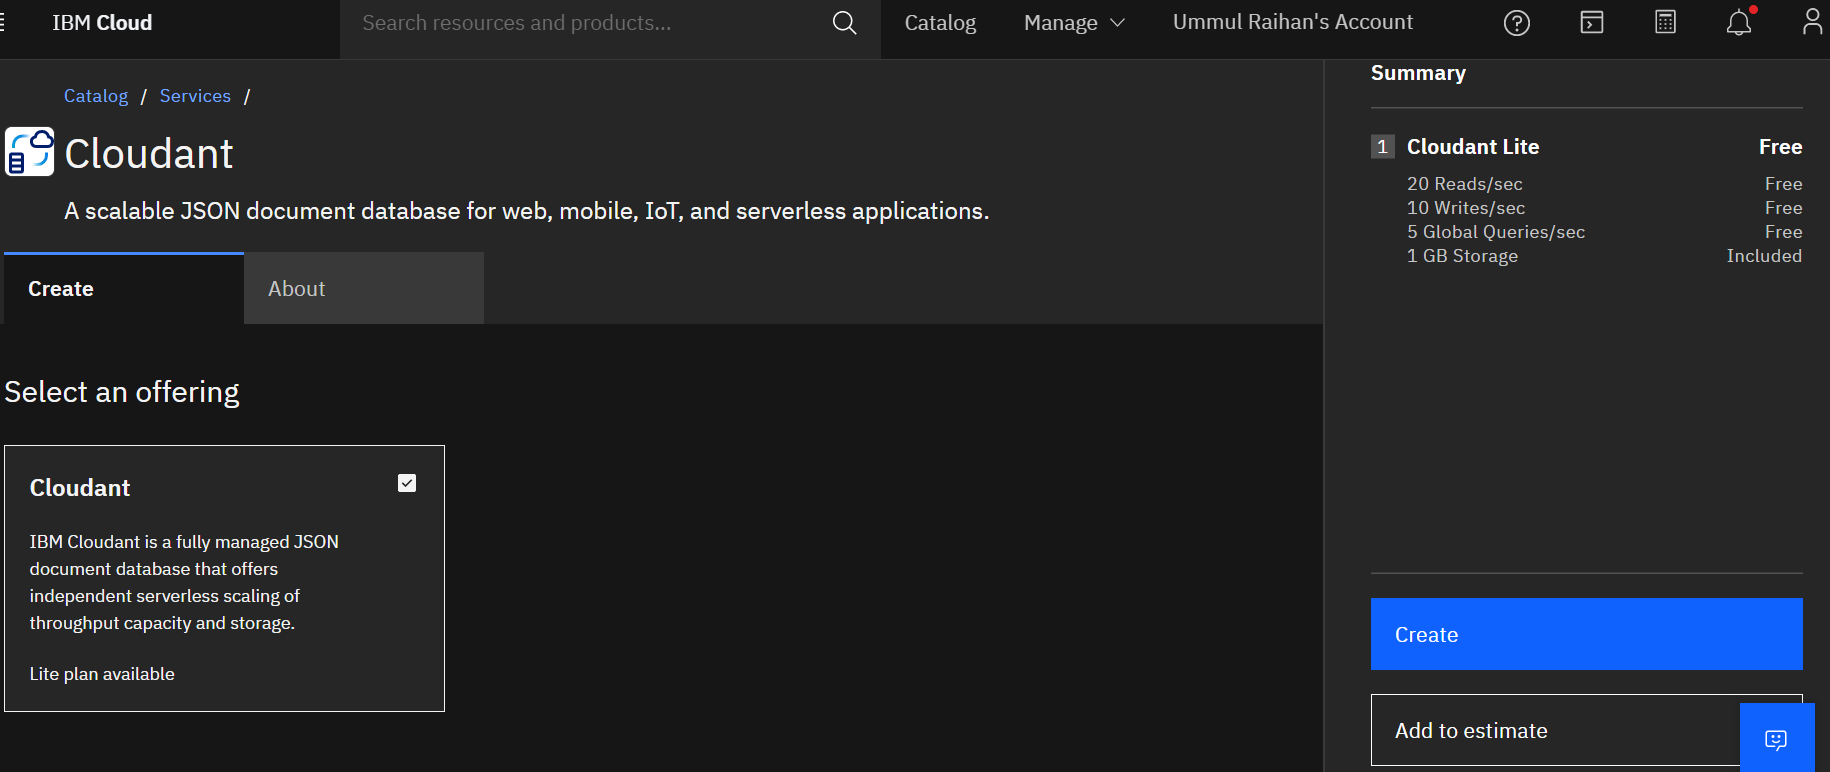 IBM Cloud
Search resources and products...
Catalog
Manage
Ummul Raihan's Account
Catalog / Services /
Cloudant
A scalable JSON document database for web, mobile, IoT, and serverless applications.
Create
About
Select an offering
Cloudant
IBM Cloudant is a fully managed JSON
document database that offers
independent serverless scaling of
throughput capacity and storage.
Lite plan available
Summary
1 Cloudant Lite Free
20 Reads/sec Free
10 Writes/sec Free
5 Global Queries/sec Free
1 GB Storage Included
Create
Add to estimate